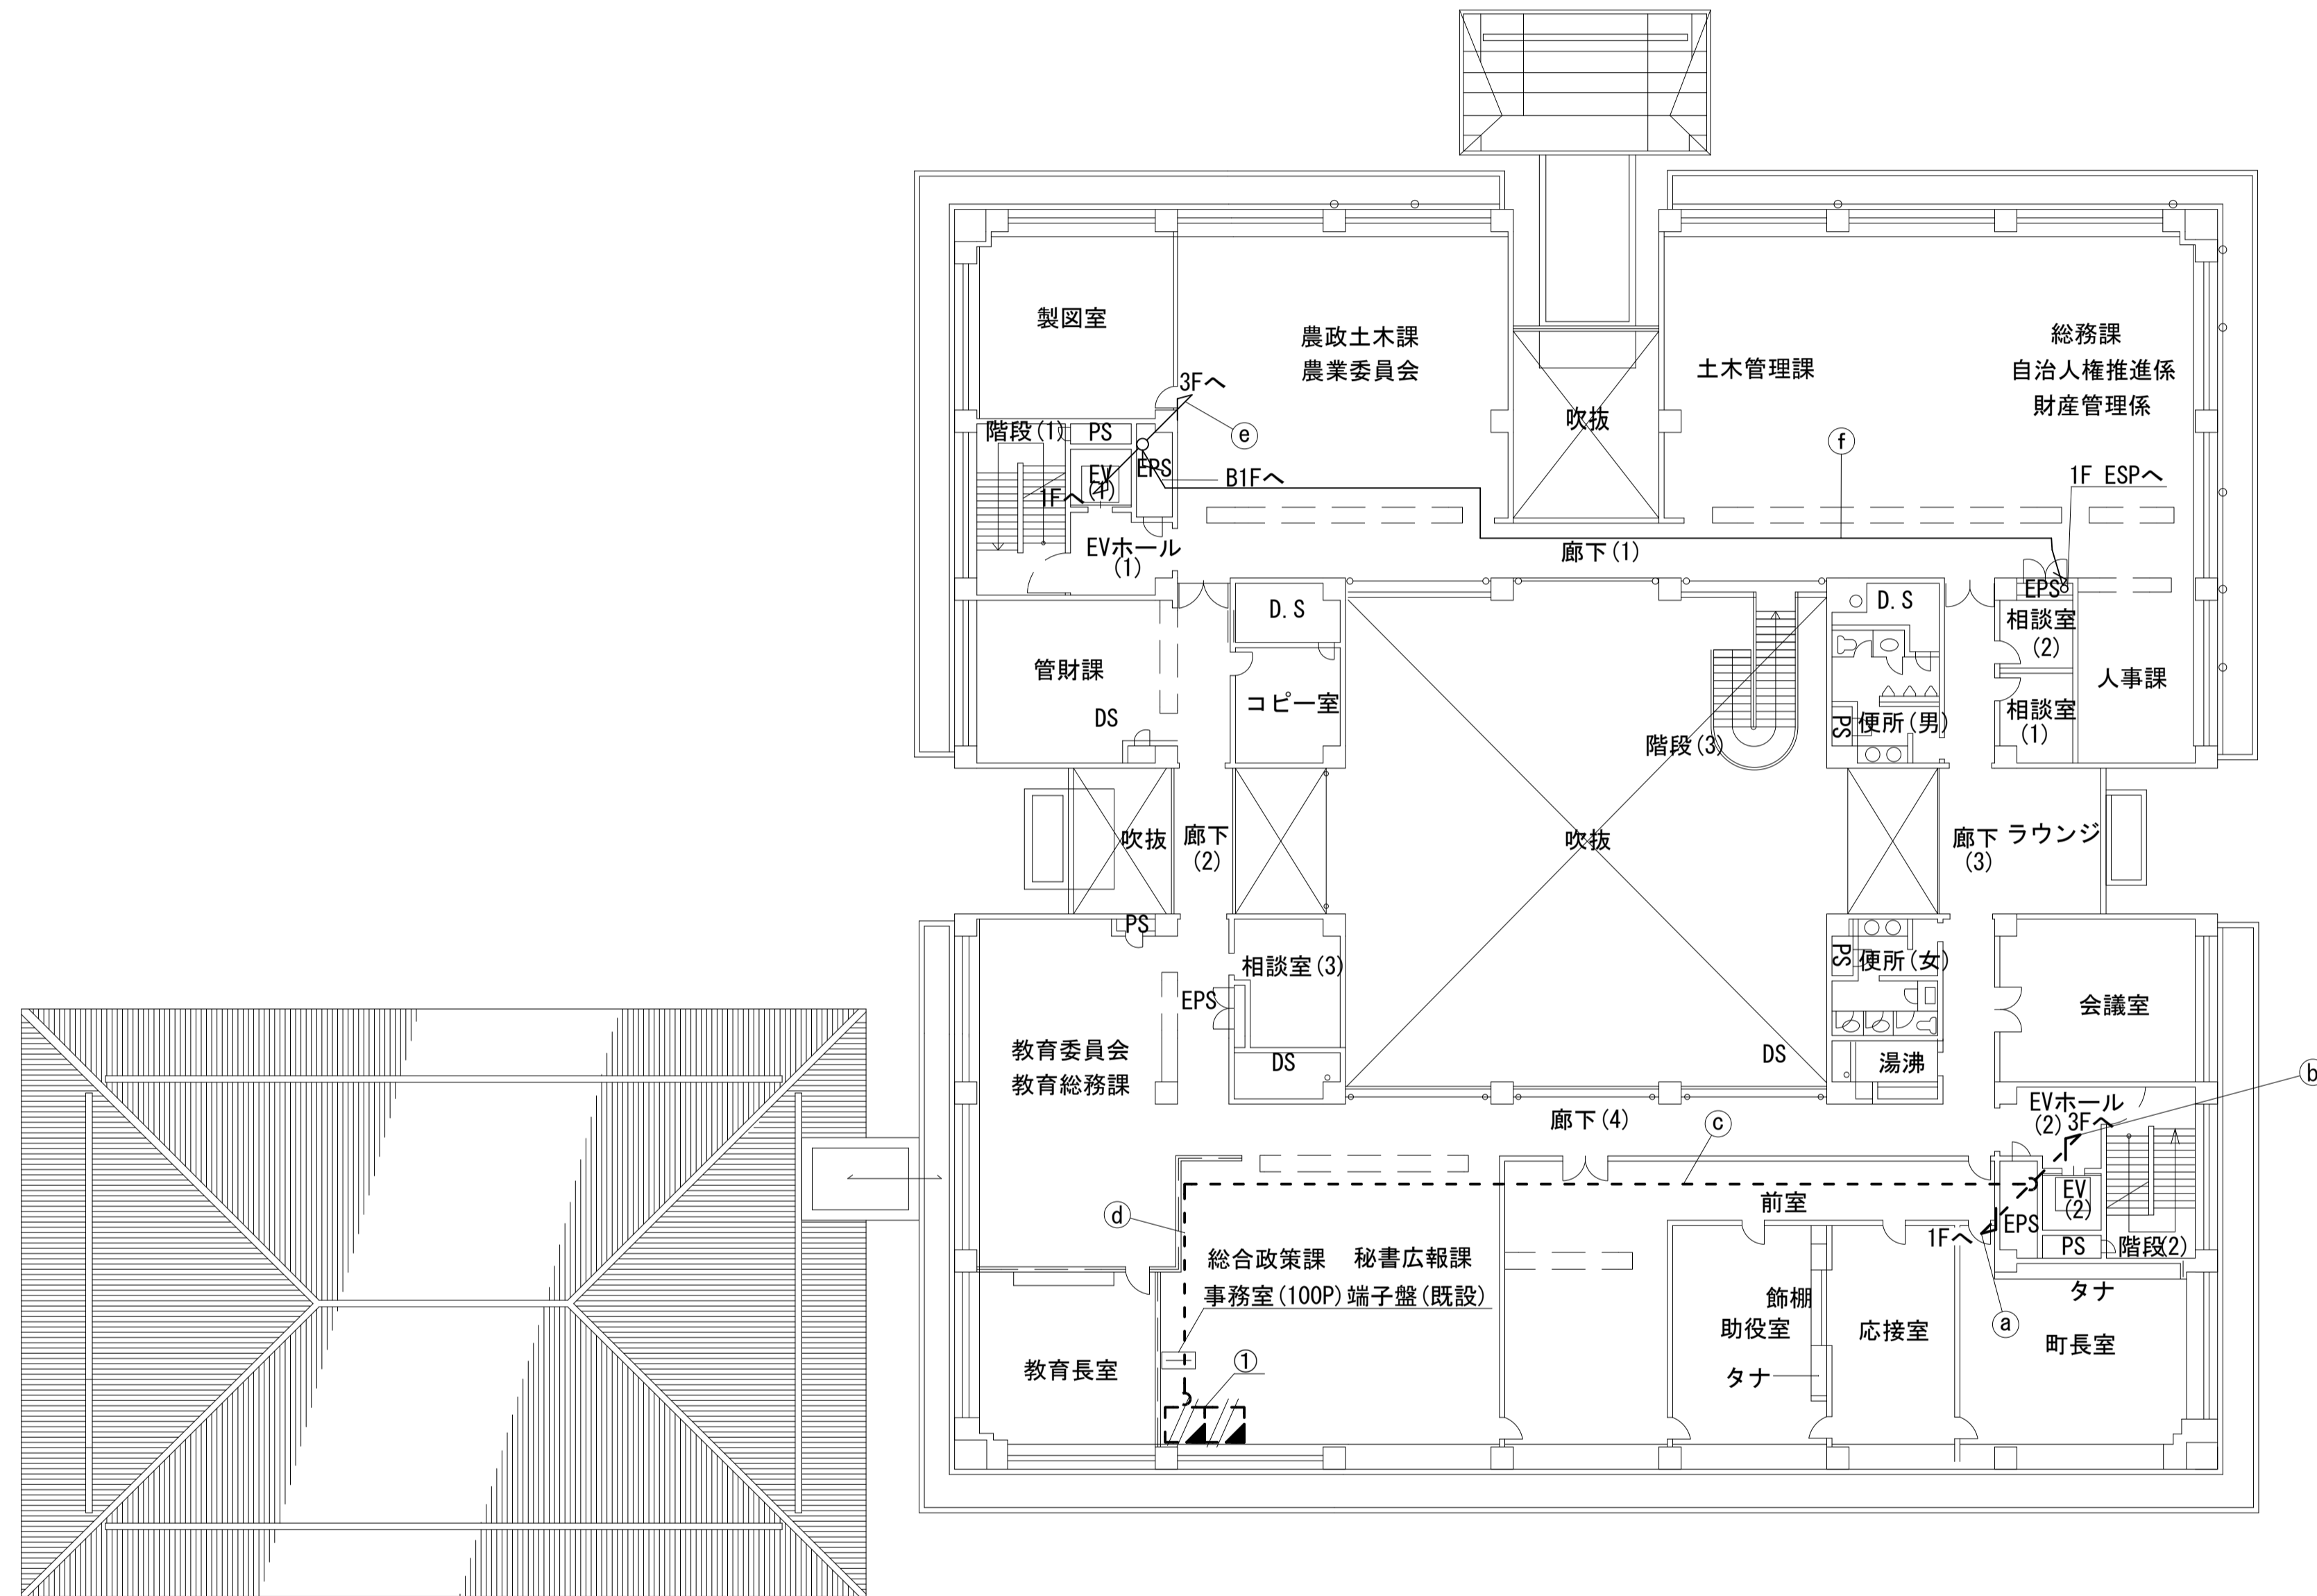 製図室
農政土木課
農業委員会
土木管理課
総務課
自治人権推進係
財産管理係
3Fへ
e
階段(1)
PS
EPS
EV
(1)
1Fへ
B1Fへ
吹抜
f
1F ESPへ
EVホール
(1)
廊下(1)
EPS
D.S
D.S
相談室
(2)
管財課
DS
コピー室
階段(3)
PS
便所(男)
相談室
(1)
人事課
吹抜
廊下
(2)
吹抜
廊下
(3)
ラウンジ
PS
相談室(3)
EPS
PS
便所(女)
会議室
教育委員会
教育総務課
DS
DS
湯沸
b
EVホール
(2)
3Fへ
廊下(4)
c
前室
EV
(2)
EPS
1Fへ
PS
階段(2)
d
総合政策課
秘書広報課
事務室(100P)端子盤(既設)
タナ
飾棚
助役室
応接室
a
町長室
教育長室
①
タナ